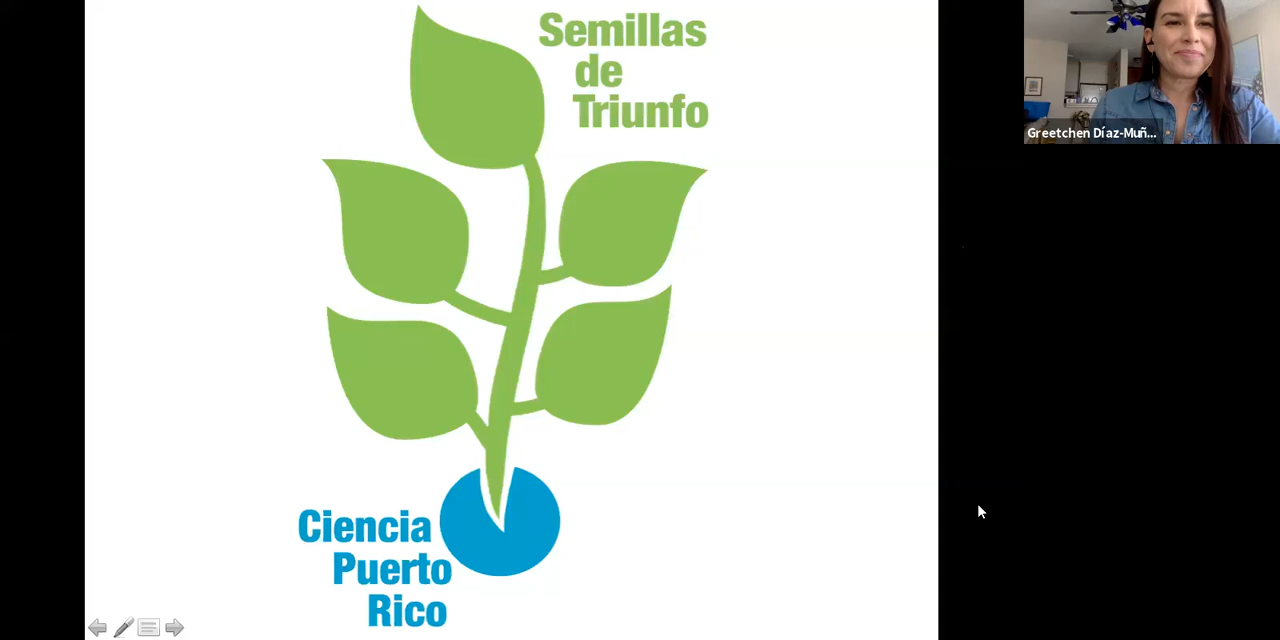 Semillas
de
Triunfo
Greetchen Díaz-Muñ...
Ciencia
Puerto
Rico